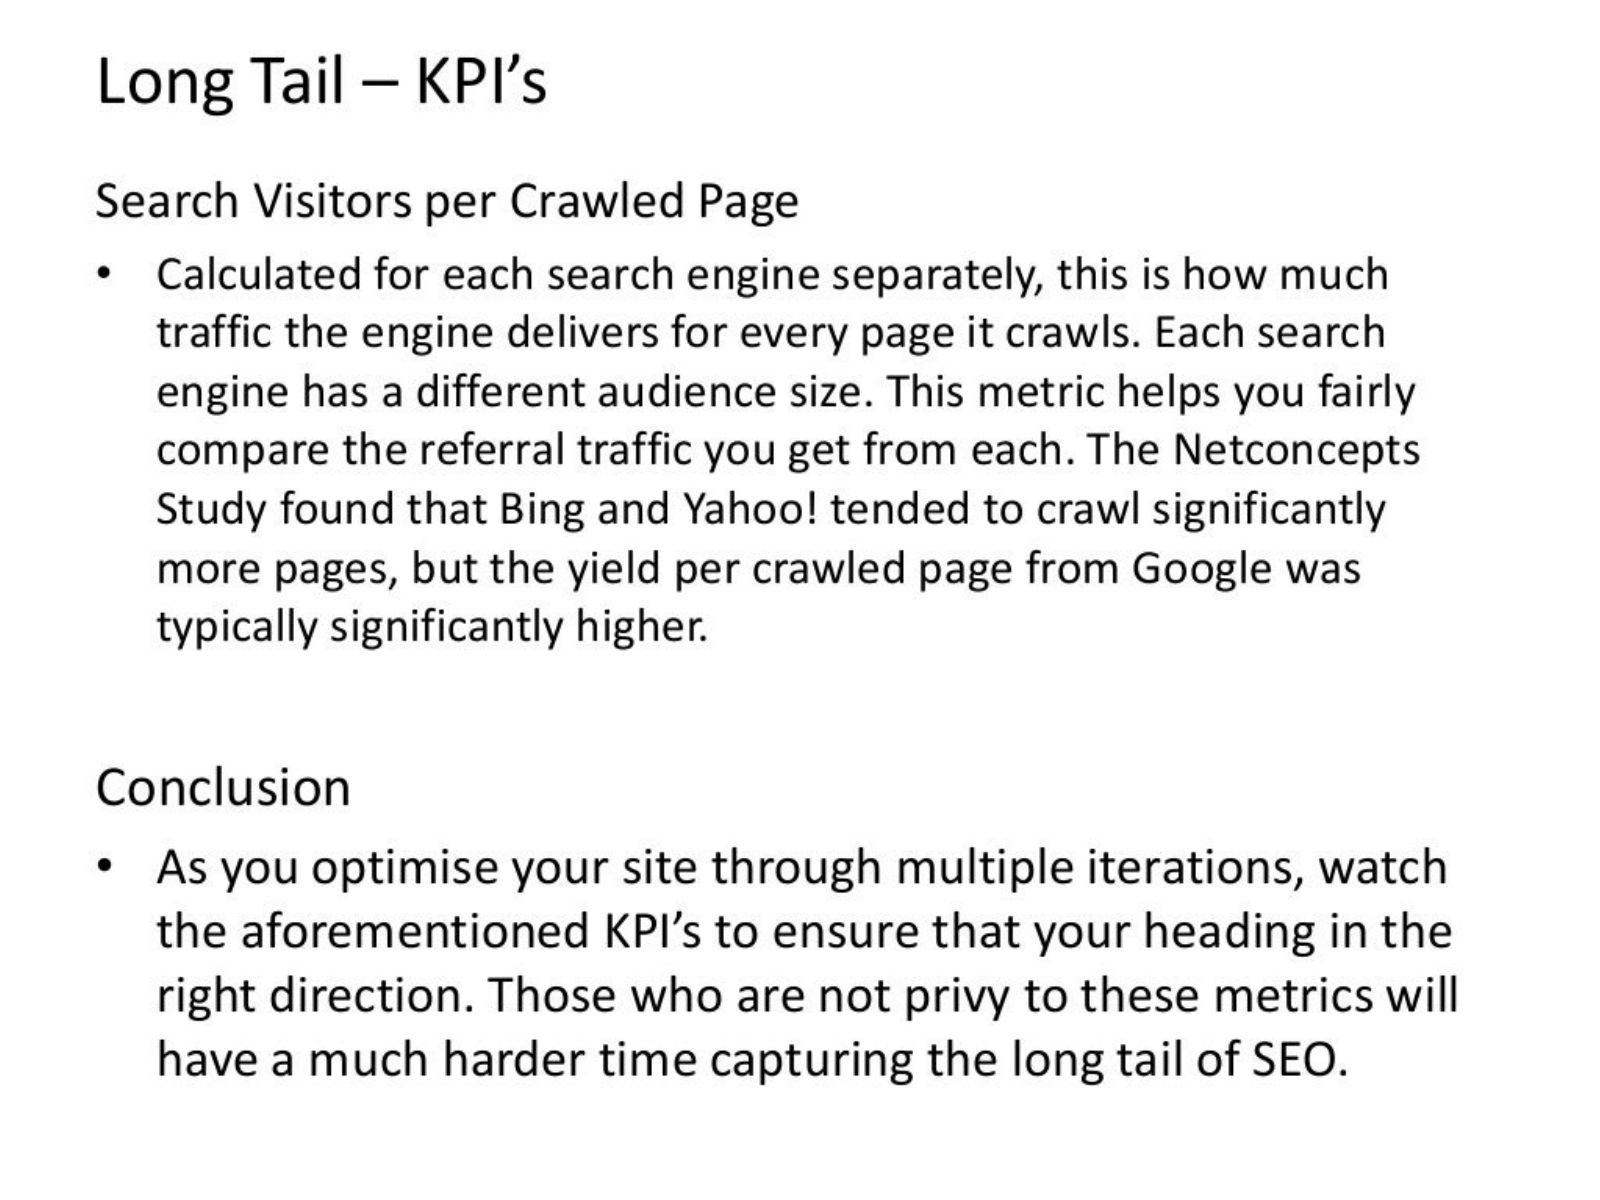 Long Tail – KPI’s
Search Visitors per Crawled Page
• Calculated for each search engine separately, this is how much
traffic the engine delivers for every page it crawls. Each search
engine has a different audience size. This metric helps you fairly
compare the referral traffic you get from each. The Netconcepts
Study found that Bing and Yahoo! tended to crawl significantly
more pages, but the yield per crawled page from Google was
typically significantly higher.
Conclusion
• As you optimise your site through multiple iterations, watch
the aforementioned KPI’s to ensure that your heading in the
right direction. Those who are not privy to these metrics will
have a much harder time capturing the long tail of SEO.